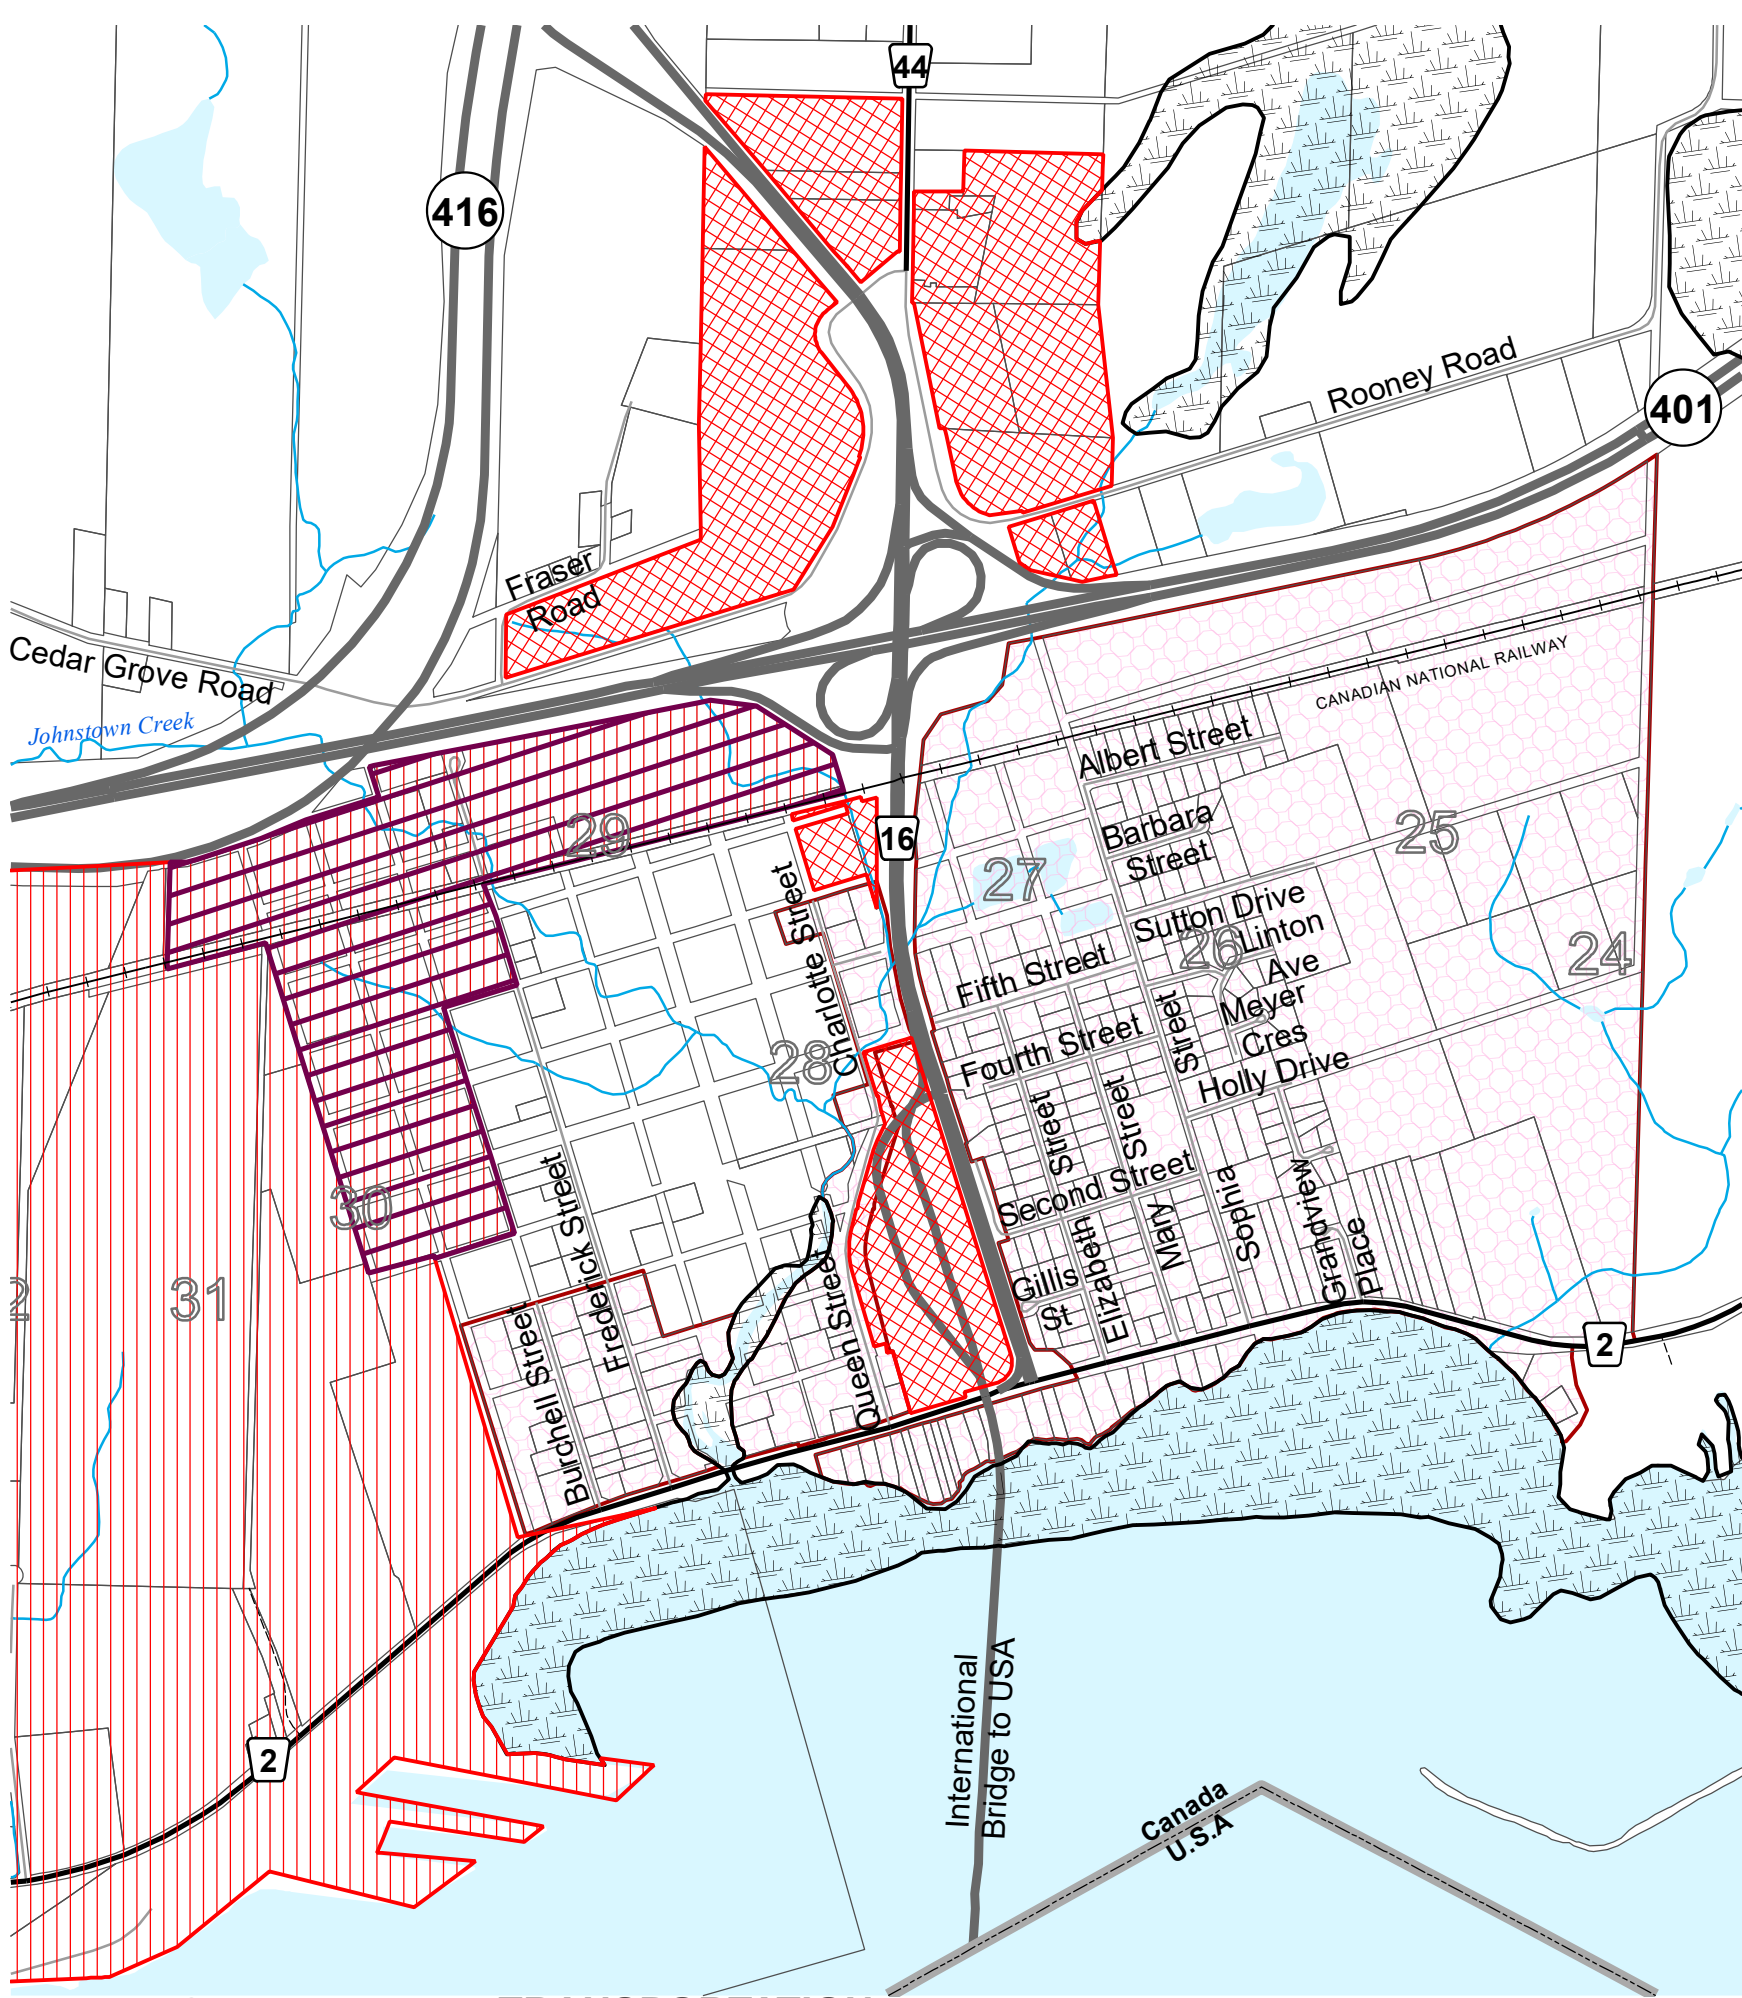 44
416
Rooney Road
401
Fraser
Road
Cedar Grove Road
Johnstown Creek
CANADIAN NATIONAL RAILWAY
Albert Street
29
16
Barbara
Street
25
27
Charlotte Street
Sutton Drive
26
Linton
Ave
24
Fifth Street
Meyer
Cres
Street
Fourth Street
28
Holly Drive
Street
Street
30
Second Street
Frederick Street
Elizabeth
Mary
Sophia
Grandview
Place
31
2
Gillis
St
Queen Street
Burchell Street
2
International
Bridge to USA
2
Canada
U.S.A